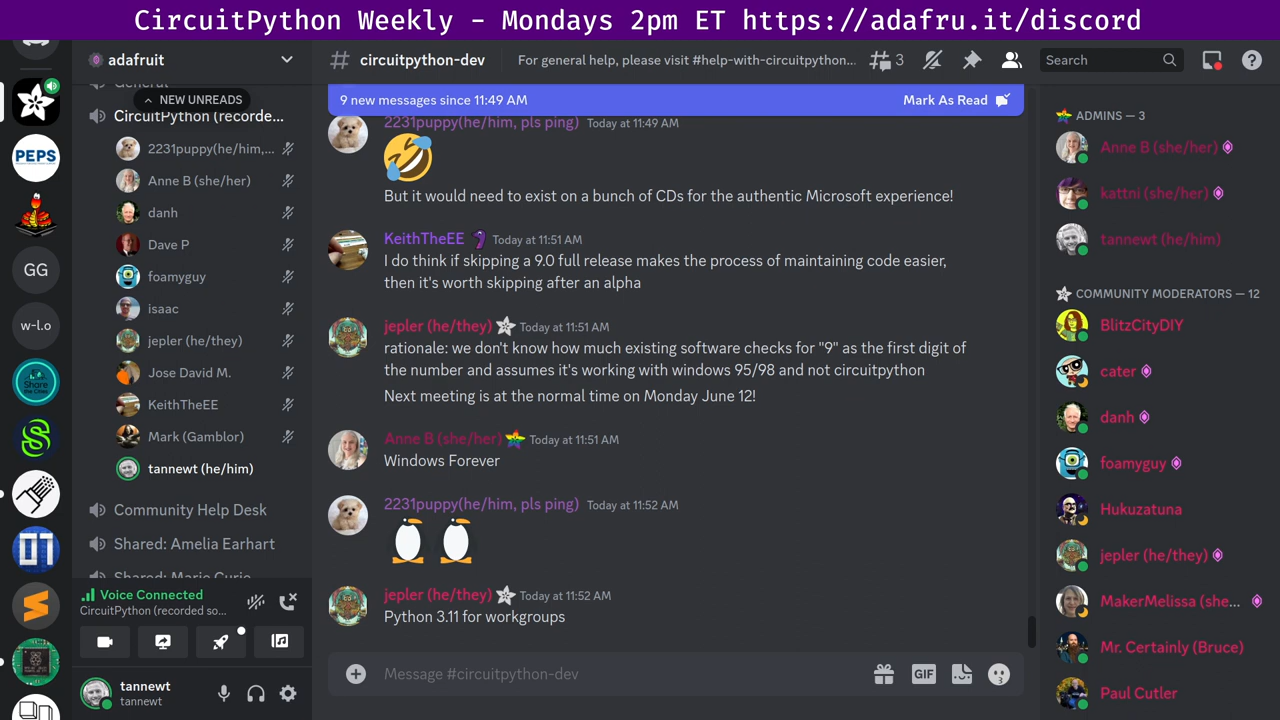 CircuitPython Weekly - Mondays 2pm ET https://adafru.it/discord
adafruit
General
NEW UNREADS
CircuitPython (recorde...
2231puppy(he/him,...
Anne B (she/her)
danh
Dave P
foamyguy
isaac
jepler (he/they)
Jose David M.
KeithTheEE
Mark (Gamblor)
tannewt (he/him)
Community Help Desk
Shared: Amelia Earhart
Shared: Marie Curie
Voice Connected
CircuitPython (recorded so...
tannewt
tannewt
PEPS
GG
w-l.o
circuitpython-dev
For general help, please visit #help-with-circuitpython...
3
Search
9 new messages since 11:49 AM
Mark As Read
2231puppy(he/him, pls ping) Today at 11:49 AM
But it would need to exist on a bunch of CDs for the authentic Microsoft experience!
KeithTheEE Today at 11:51 AM
I do think if skipping a 9.0 full release makes the process of maintaining code easier,
then it's worth skipping after an alpha
jepler (he/they) Today at 11:51 AM
rationale: we don't know how much existing software checks for "9" as the first digit of
the number and assumes it's working with windows 95/98 and not circuitpython
Next meeting is at the normal time on Monday June 12!
Anne B (she/her) Today at 11:51 AM
Windows Forever
2231puppy(he/him, pls ping) Today at 11:52 AM
jepler (he/they) Today at 11:52 AM
Python 3.11 for workgroups
Message #circuitpython-dev
GIF
ADMINS — 3
Anne B (she/her)
kattni (she/her)
tannewt (he/him)
COMMUNITY MODERATORS — 12
BlitzCityDIY
cater
danh
foamyguy
Hukuzatuna
jepler (he/they)
MakerMelissa (she...
Mr. Certainly (Bruce)
Paul Cutler